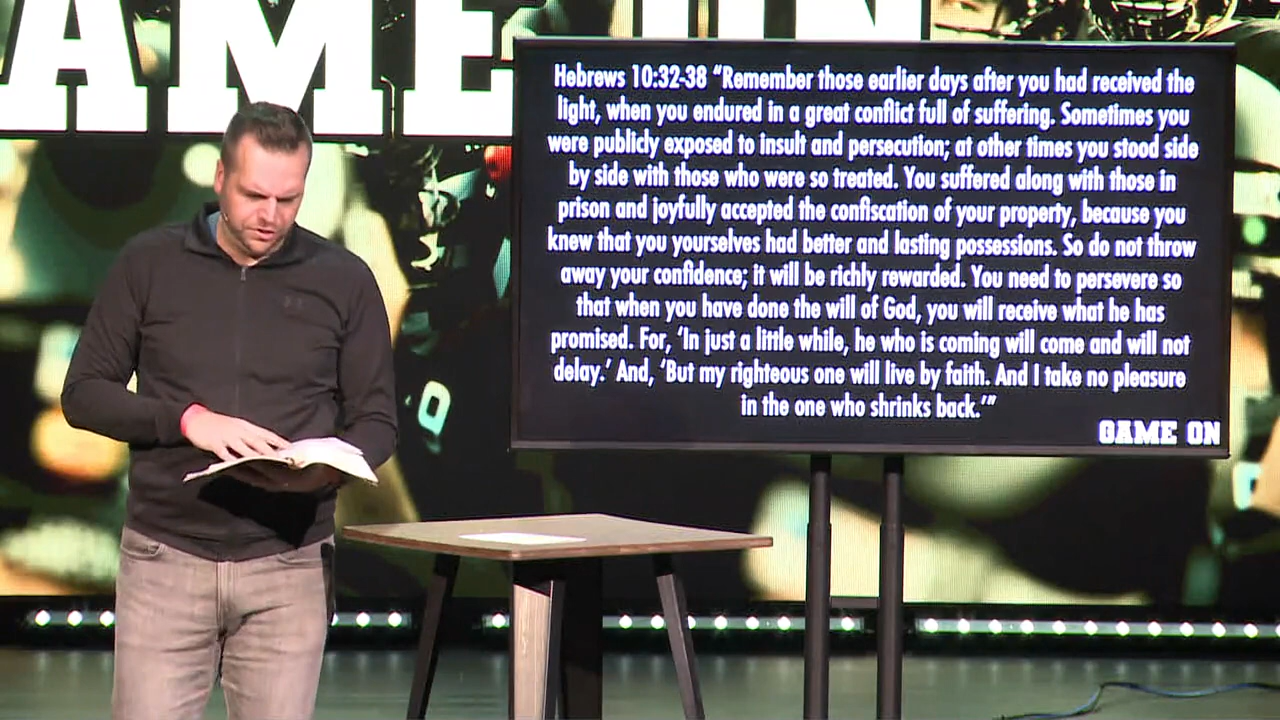 GAME ON
Hebrews 10:32-38 “Remember those earlier days after you had received the
light, when you endured in a great conflict full of suffering. Sometimes you
were publicly exposed to insult and persecution; at other times you stood side
by side with those who were so treated. You suffered along with those in
prison and joyfully accepted the confiscation of your property, because you
knew that you yourselves had better and lasting possessions. So do not throw
away your confidence; it will be richly rewarded. You need to persevere so
that when you have done the will of God, you will receive what he has
promised. For, ‘In just a little while, he who is coming will come and will not
delay.’ And, ‘But my righteous one will live by faith. And I take no pleasure
in the one who shrinks back.’”
GAME ON